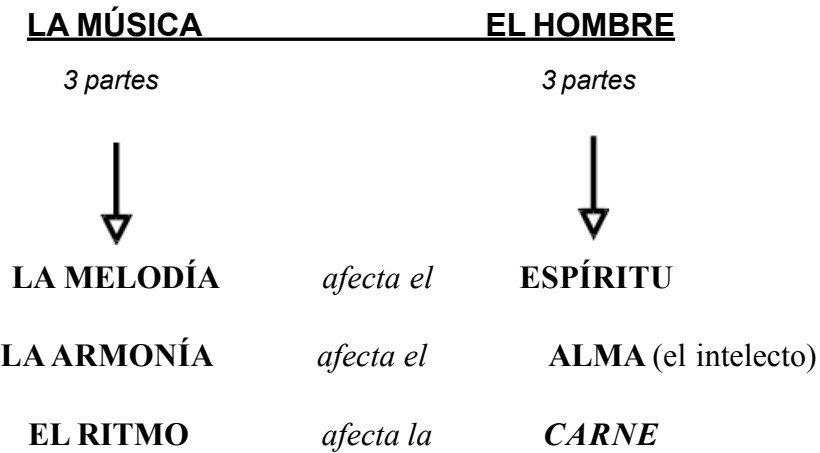 LA MÚSICA EL HOMBRE
3 partes 3 partes
LA MELODÍA afecta el ESPÍRITU
LA ARMONÍA afecta el ALMA (el intelecto)
EL RITMO afecta la CARNE